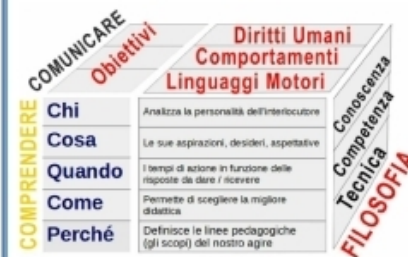 COMUNICARE
Obiettivi
Diritti Umani
Comportamenti
Linguaggi Motori
COMPRENDERE
Chi
Analizza la personalità dell'interlocutore
Cosa
Le sue aspirazioni, desideri, aspettative
Quando
I tempi di azione in funzione delle
risposte da dare / ricevere
Come
Permette di scegliere la migliore
didattica
Perché
Definisce le linee pedagogiche
(gli scopi) del nostro agire
Conoscenza
Competenza
Tecnica
FILOSOFIA